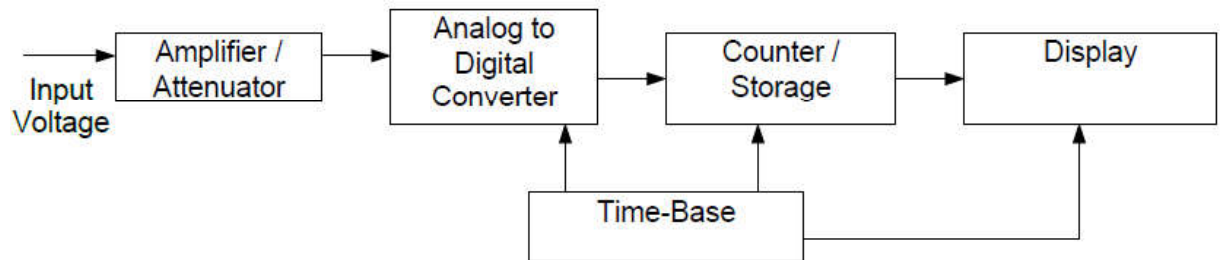 Input
Voltage
Amplifier /
Attenuator
Analog to
Digital
Converter
Counter /
Storage
Display
Time-Base